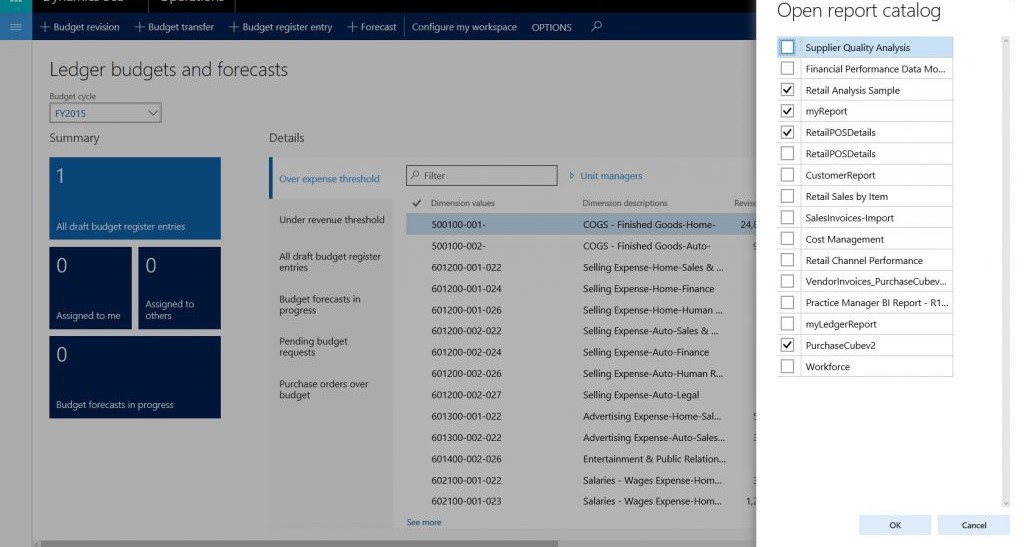 Operations
Budget revision
Budget transfer
Budget register entry
Forecast
Configure my workspace
OPTIONS
Ledger budgets and forecasts
Budget cycle
FY2015
Summary
1
All draft budget register entries
0
Assigned to me
0
Assigned to
others
0
Budget forecasts in progress
Details
Over expense threshold
Under revenue threshold
All draft budget register
entries
Budget forecasts in
progress
Pending budget
requests
Purchase orders over
budget
Filter
Unit managers
Dimension values Dimension descriptions Revise
500100-001- COGS - Finished Goods-Home- 24,8
500100-002- COGS - Finished Goods-Auto-
601200-001-022 Selling Expense-Home-Sales & ...
601200-001-024 Selling Expense-Home-Finance
601200-001-026 Selling Expense-Home-Human ...
601200-002-022 Selling Expense-Auto-Sales & ...
601200-002-024 Selling Expense-Auto-Finance
601200-002-026 Selling Expense-Auto-Human R...
601200-002-027 Selling Expense-Auto-Legal
601300-001-022 Advertising Expense-Home-Sal...
601300-002-022 Advertising Expense-Auto-Sales...
601400-002-026 Entertainment & Public Relation...
602100-001-022 Salaries - Wages Expense-Hom...
602100-001-023 Salaries - Wages Expense-Hom... 1,2
See more
Open report catalog
Supplier Quality Analysis
Financial Performance Data Mo...
Retail Analysis Sample
myReport
RetailPOSDetails
RetailPOSDetails
CustomerReport
Retail Sales by Item
SalesInvoices-Import
Cost Management
Retail Channel Performance
VendorInvoices_PurchaseCubev...
Practice Manager BI Report - R1...
myLedgerReport
PurchaseCubev2
Workforce
OK
Cancel